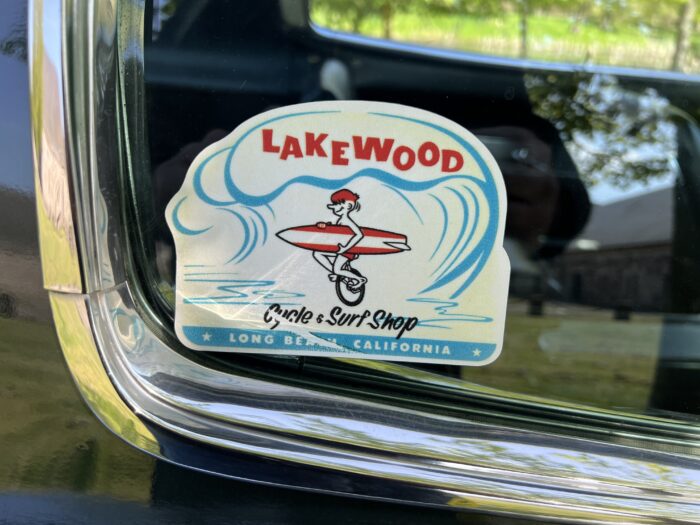 LAKEWOOD
Cycle & Surf Shop
★ LONG BEACH, CALIFORNIA ★